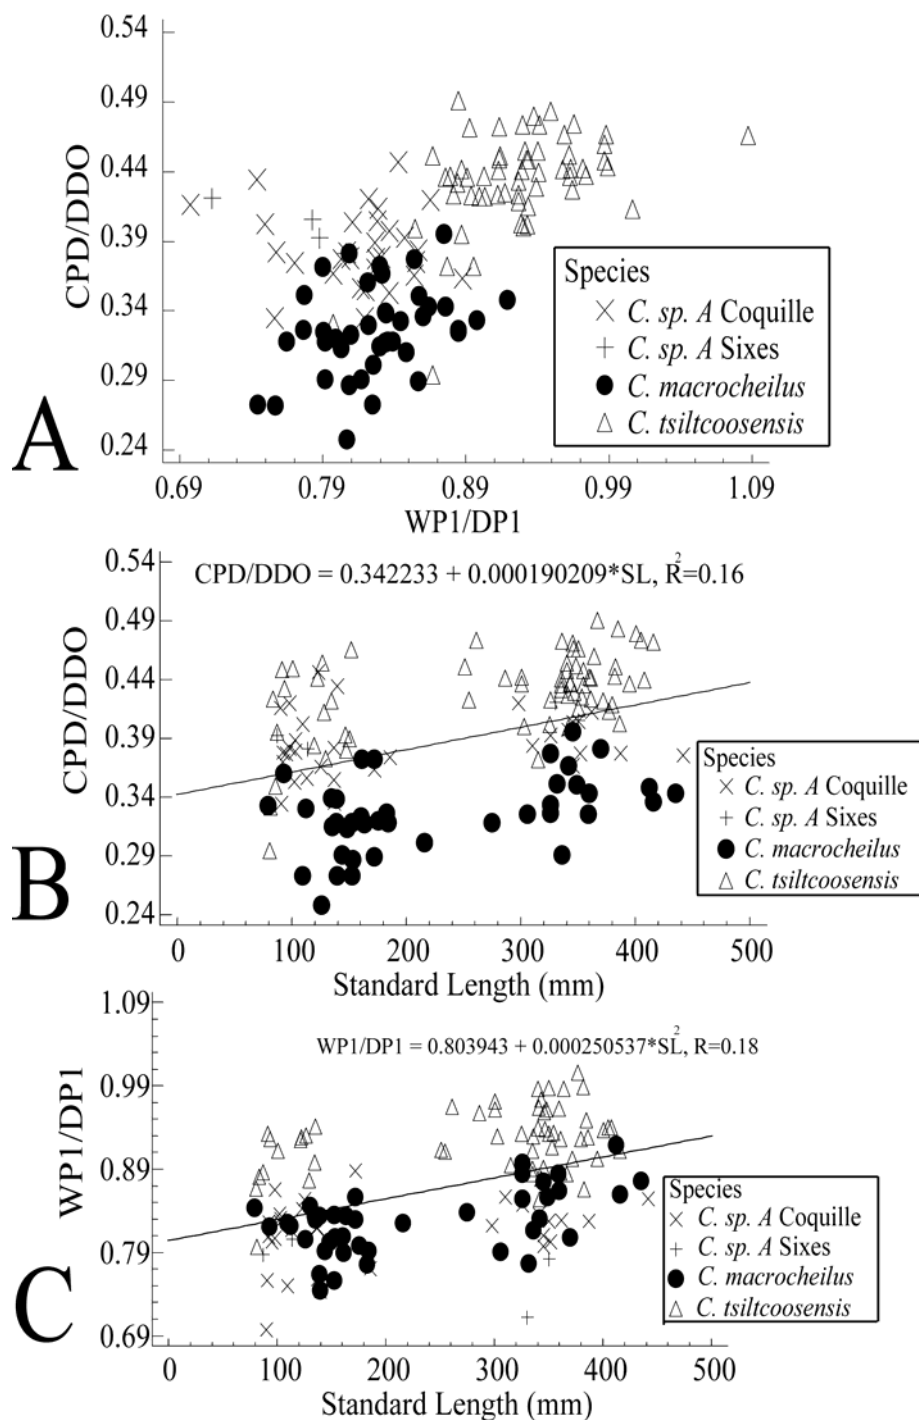 A
CPD/DDO
0.54
0.49
0.44
0.39
0.34
0.29
0.24
Species
C. sp. A Coquille
C. sp. A Sixes
C. macrocheilus
C. tsiltcoosensis
0.69 0.79 0.89 0.99 1.09
WP1/DP1
B
CPD/DDO
0.54
0.49
0.44
0.39
0.34
0.29
0.24
CPD/DDO = 0.342233 + 0.000190209*SL, R²=0.16
Species
C. sp. A Coquille
C. sp. A Sixes
C. macrocheilus
C. tsiltcoosensis
0 100 200 300 400 500
Standard Length (mm)
C
WP1/DP1
1.09
0.99
0.89
0.79
0.69
WP1/DP1 = 0.803943 + 0.000250537*SL², R=0.18
Species
C. sp. A Coquille
C. sp. A Sixes
C. macrocheilus
C. tsiltcoosensis
0 100 200 300 400 500
Standard Length (mm)